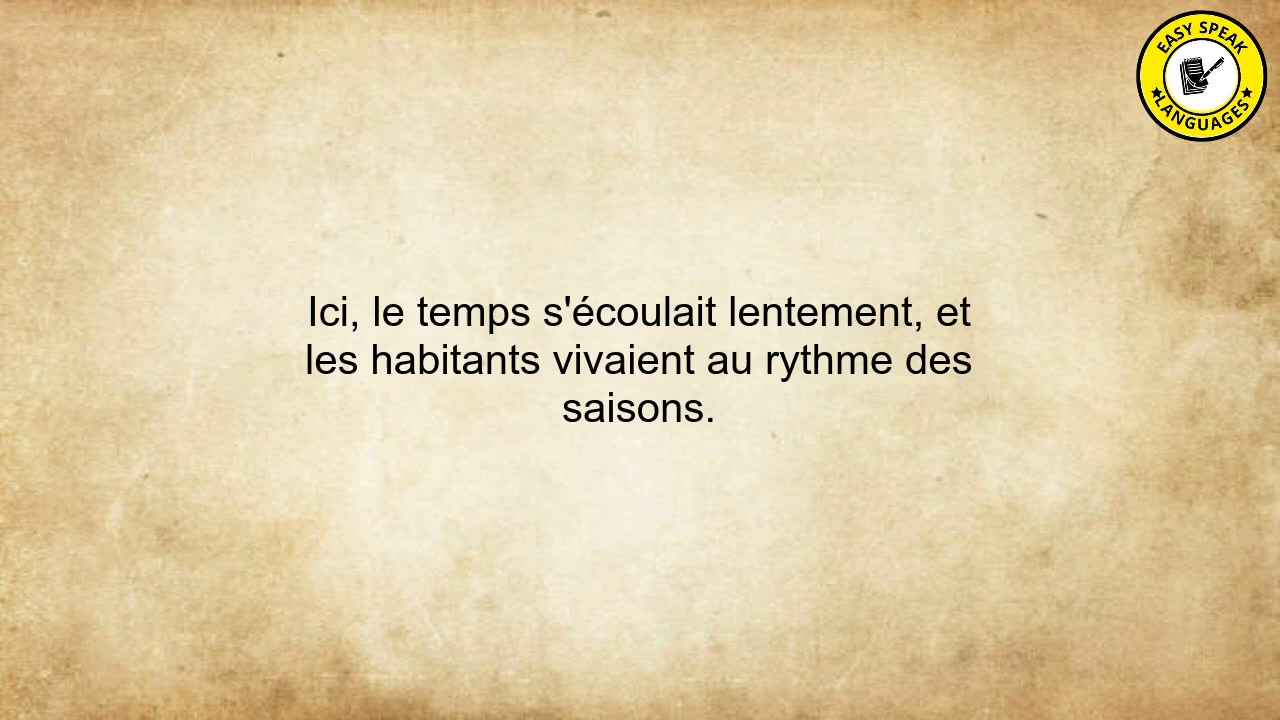 EASY SPEAK
LANGUAGES
Ici, le temps s'écoulait lentement, et
les habitants vivaient au rythme des
saisons.